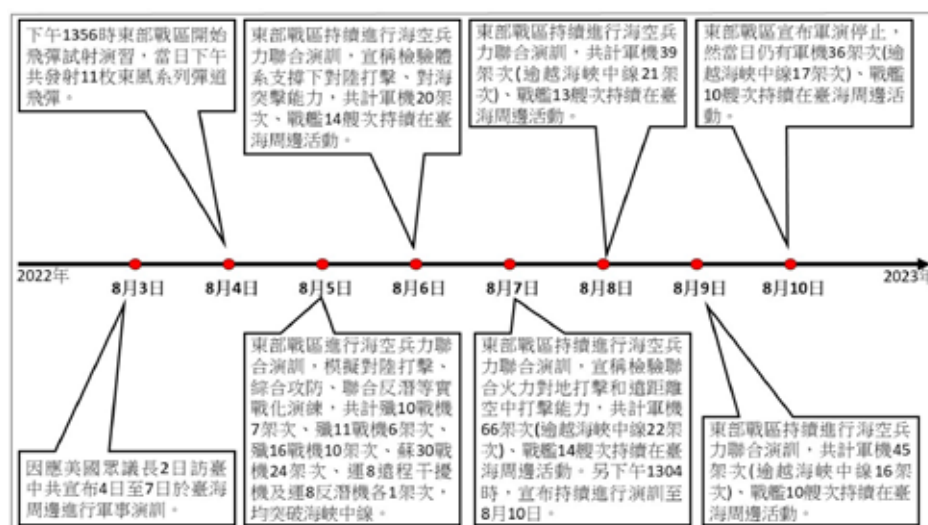 下午1356時東部戰區開始
飛彈試射演習，當日下午
共發射11枚東風系列彈道
飛彈。
東部戰區持續進行海空兵
力聯合演訓，宣稱檢驗體
系支撐下對陸打擊、對海
突擊能力，共計軍機20架
次、戰艦14艘次持續在臺
海周邊活動。
東部戰區持續進行海空兵
力聯合演訓，共計軍機39
架次(逾越海峽中線21架
次)、戰艦13艘次持續在臺
海周邊活動。
東部戰區宣布軍演停止，
然當日仍有軍機36架次(逾
越海峽中線17架次)、戰艦
10艘次持續在臺海周邊活
動。
2022年
8月3日
8月4日
8月5日
8月6日
8月7日
8月8日
8月9日
8月10日
2023年
因應美國眾議長2日訪臺
中共宣布4日至7日於臺海
周邊進行軍事演訓。
東部戰區進行海空兵力聯
合演訓，模擬對陸打擊、
綜合攻防、聯合反潛等實
戰化演練，共計殲10戰機
7架次、殲11戰機6架次、
殲16戰機10架次、蘇30戰
機24架次、運8遠程干擾
機及運8反潛機各1架次，
均突破海峽中線。
東部戰區持續進行海空兵
力聯合演訓，宣稱檢驗聯
合火力對地打擊和遠距離
空中打擊能力，共計軍機
66架次(逾越海峽中線22架
次)、戰艦14艘次持續在臺
海周邊活動。另下午1304
時，宣布持續進行演訓至
8月10日。
東部戰區持續進行海空兵
力聯合演訓，共計軍機45
架次(逾越海峽中線16架
次)、戰艦10艘次持續在臺
海周邊活動。